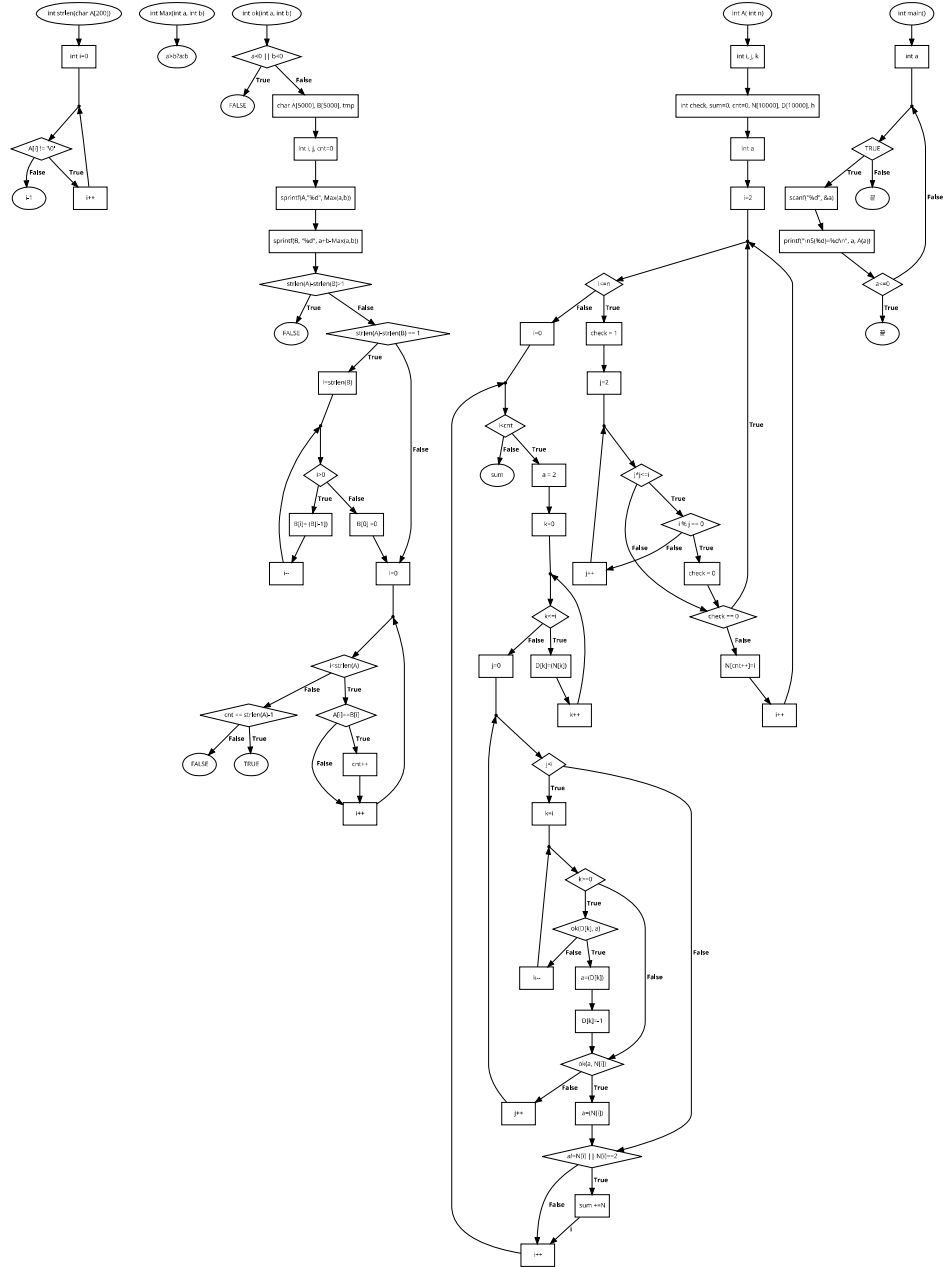 int strlen(char A[200])
int i=0
A[i] != '\0'
False
True
i-1
i++
int Max(int a, int b)
a>b?a:b
int ok(int a, int b)
a<0 || b<0
True
False
FALSE
char A[5000], B[5000], tmp
int i, j, cnt=0
sprintf(A,"%d", Max(a,b))
sprintf(B, "%d", a+b-Max(a,b))
strlen(A)-strlen(B)>1
True
False
FALSE
strlen(A)-strlen(B) == 1
True
False
i=strlen(B)
i>0
True
False
B[i]= (B[i-1])
B[0] =0
i--
i=0
i<strlen(A)
False
True
cnt == strlen(A)-1
A[i]==B[i]
False
True
False
True
FALSE
TRUE
cnt++
i++
int A( int n)
int i, j, k
int check, sum=0, cnt=0, N[10000], D[10000], h
int a
i=2
i<=n
False
True
i=0
check = 1
j=2
i<cnt
False
True
sum
a = 2
k=0
j*j<=i
True
False
i % j == 0
False
True
j++
check = 0
check == 0
True
False
N[cnt++]=i
i++
k<=i
False
True
j=0
D[k]=(N[k])
k++
j<i
True
False
k=i
k>=0
True
False
ok(D[k], a)
False
True
k--
a=(D[k])
D[k]=-1
ok(a, N[i])
False
True
j++
a=(N[i])
a!=N[i] || N[i]==2
False
True
sum +=N
i
i++
int main()
int a
TRUE
True
False
scanf("%d", &a)
끝
printf("\nS(%d)=%d\n", a, A(a))
a<=0
True
False
끝